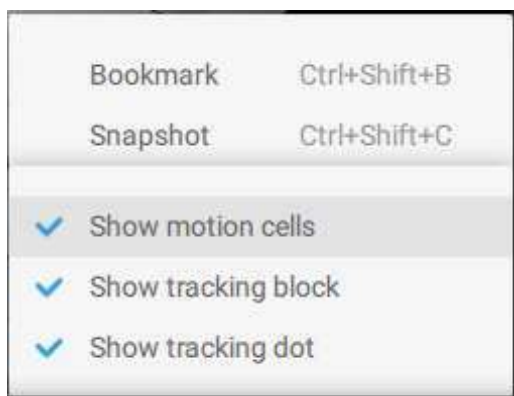 Bookmark Ctrl+Shift+B
Snapshot Ctrl+Shift+C
Show motion cells
Show tracking block
Show tracking dot